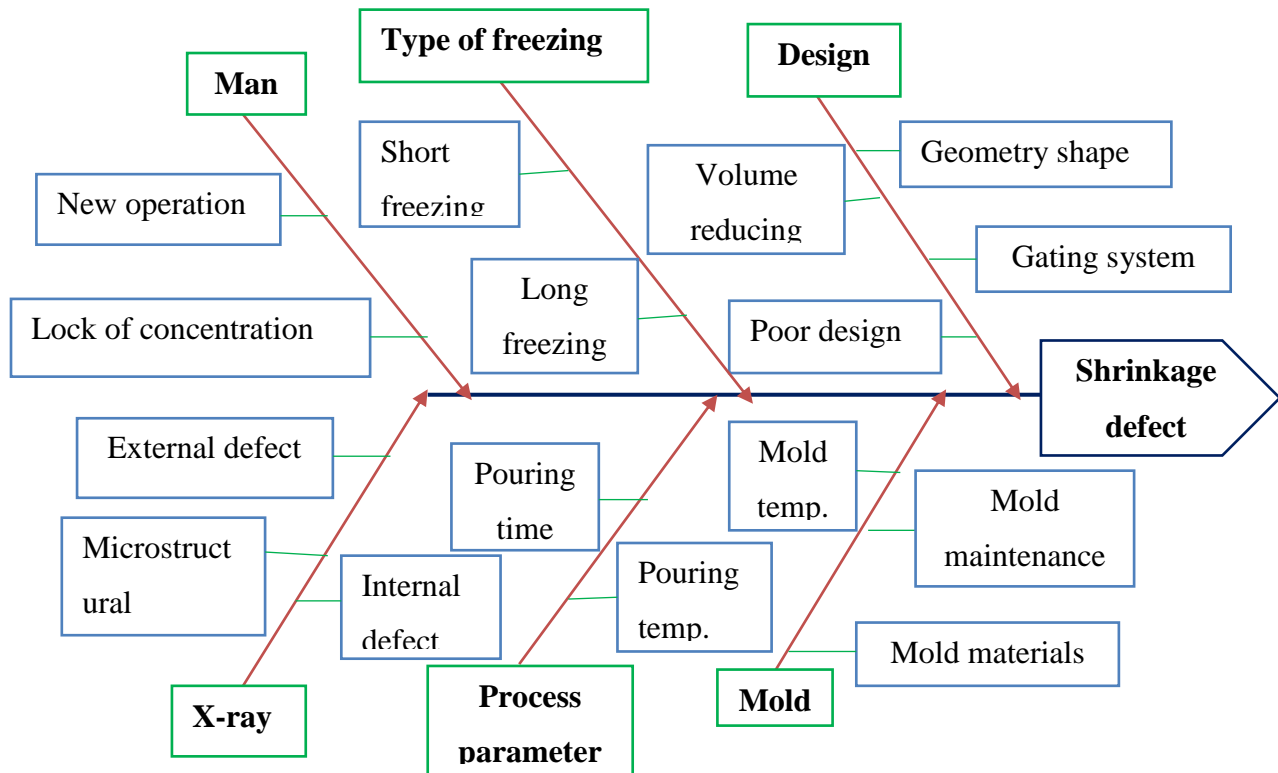 Type of freezing
Design
Man
Short
freezing
Geometry shape
Volume
reducing
New operation
Gating system
Long
freezing
Lock of concentration
Poor design
Shrinkage
defect
External defect
Pouring
time
Mold
temp.
Mold
maintenance
Microstruct
ural
Internal
defect
Pouring
temp.
Mold materials
X-ray
Process
parameter
Mold